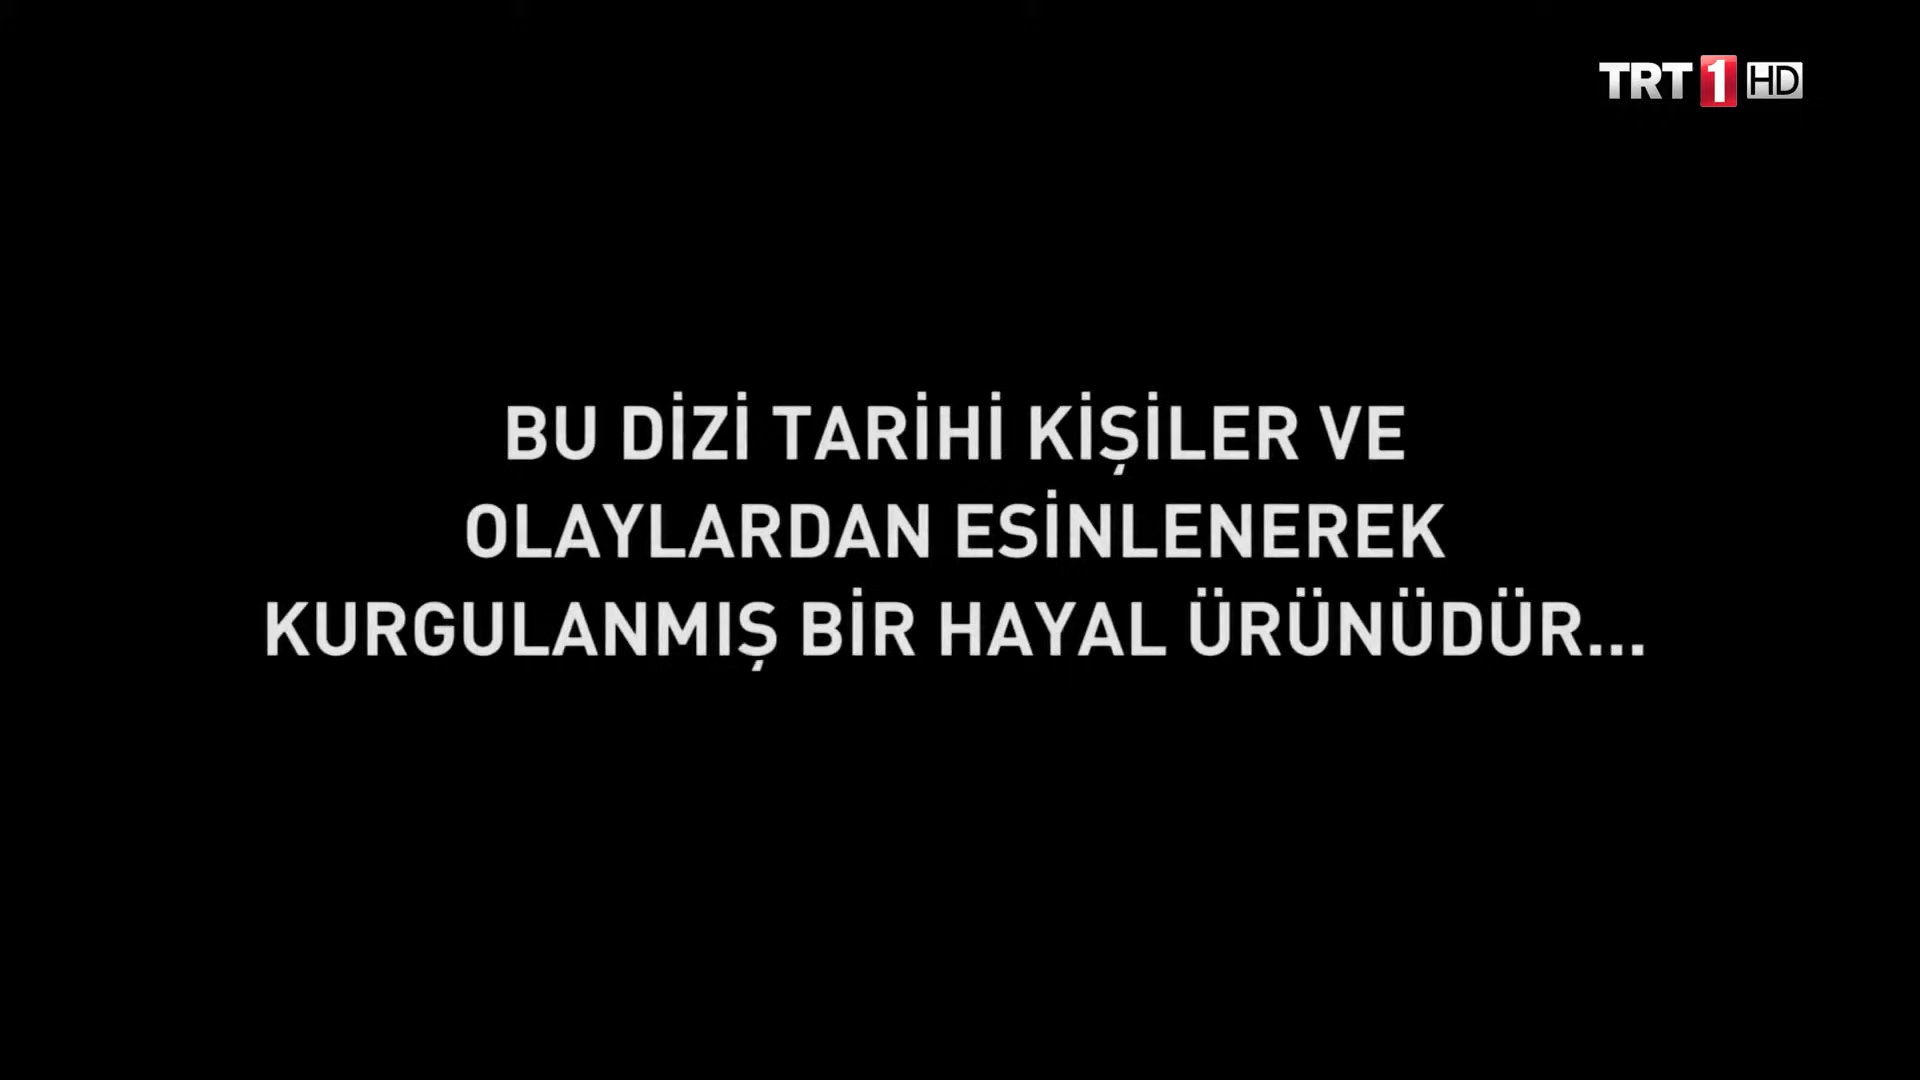 TRT 1 HD
BU DİZİ TARİHİ KİŞİLER VE
OLAYLARDAN ESİNLENEREK
KURGULANMIŞ BİR HAYAL ÜRÜNÜDÜR...